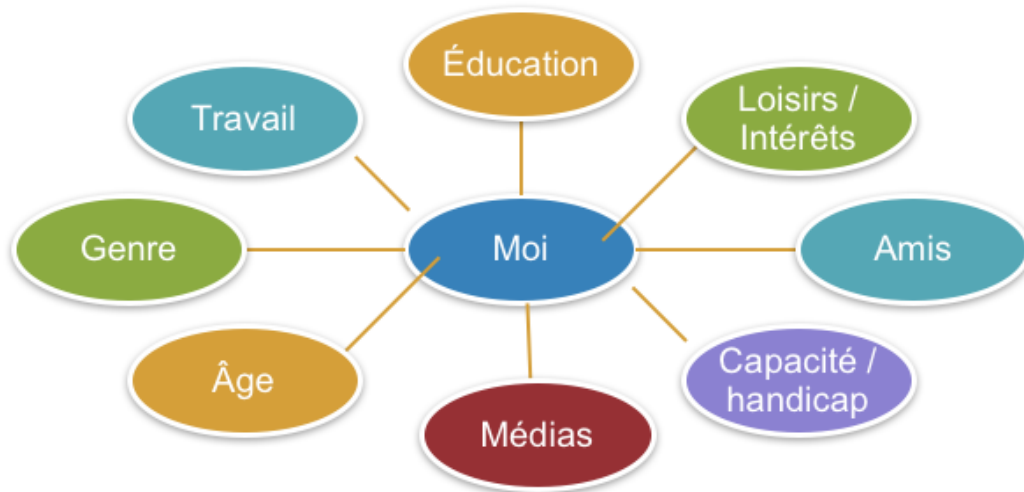 Éducation
Travail
Loisirs /
Intérêts
Genre
Moi
Amis
Âge
Capacité /
handicap
Médias